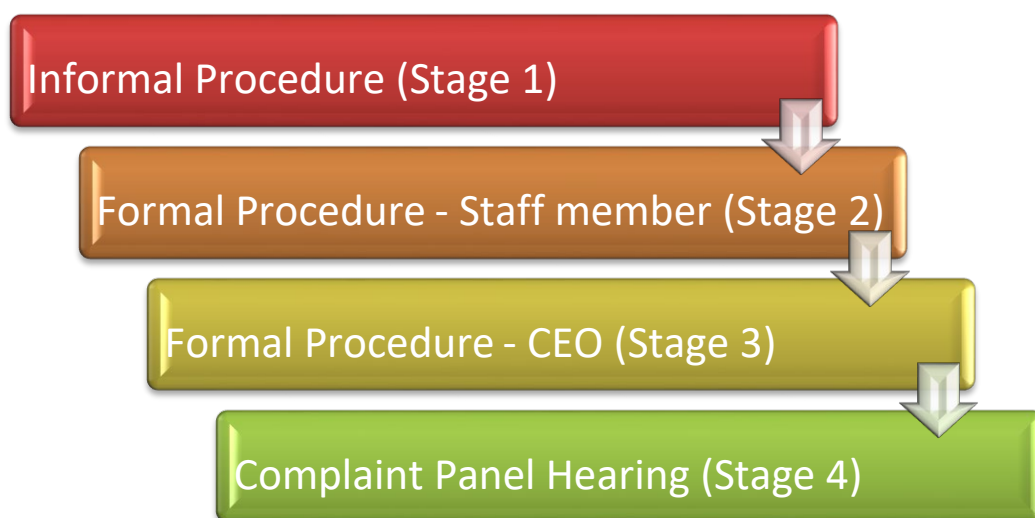 Informal Procedure (Stage 1)
Formal Procedure - Staff member (Stage 2)
Formal Procedure - CEO (Stage 3)
Complaint Panel Hearing (Stage 4)